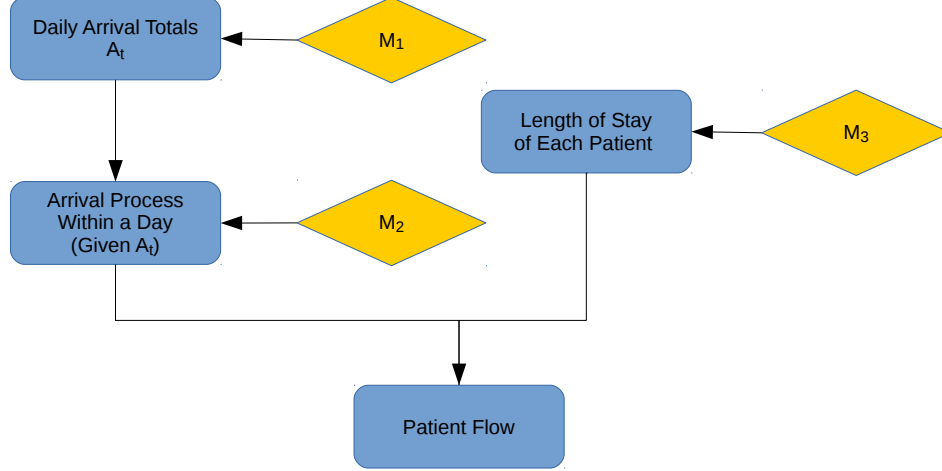 Daily Arrival Totals
Aₜ
M₁
Length of Stay
of Each Patient
M₃
Arrival Process
Within a Day
(Given Aₜ)
M₂
Patient Flow